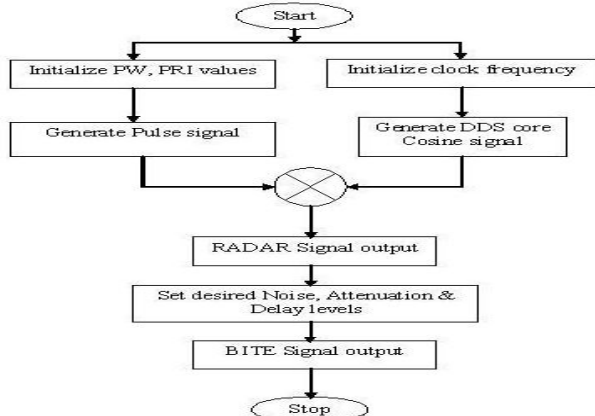 Start
Initialize PW, PRI values
Initialize clock frequency
Generate Pulse signal
Generate DDS core
Cosine signal
RADAR Signal output
Set desired Noise, Attenuation &
Delay levels
BITE Signal output
Stop